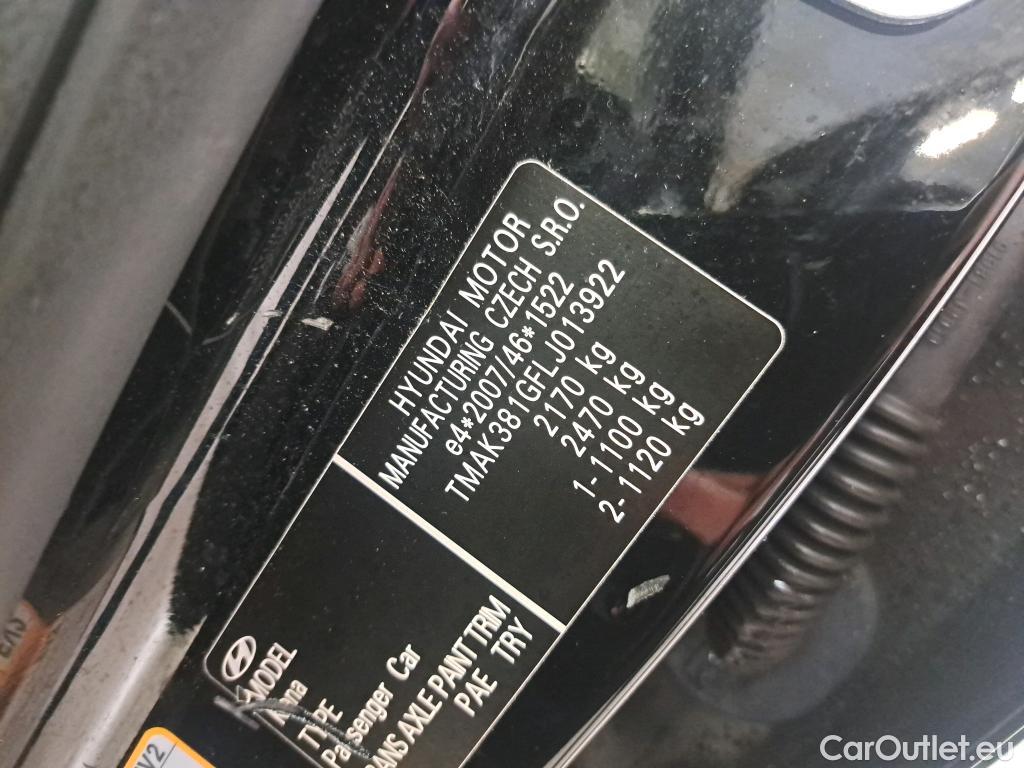 HYUNDAI MOTOR
MANUFACTURING CZECH S.R.O.
e4*2007/46*1522
TMAK381GFLJ013922
2170 kg
2470 kg
1-1100 kg
2-1120 kg
MODEL
Kona
TYPE
Passenger Car
TRANS AXLE PAINT TRIM
PAE TRY
CarOutlet.eu